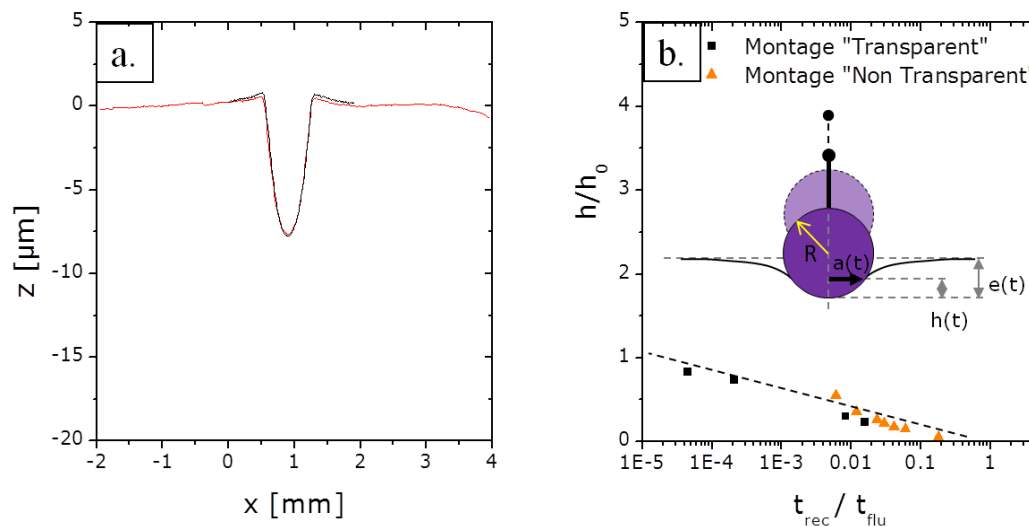 a.
5
0
-5
-10
-15
-20
z [µm]
-2 -1 0 1 2 3 4
x [mm]
b.
Montage "Transparent"
Montage "Non Transparent"
5
4
3
2
1
0
h/h0
R
a(t)
e(t)
h(t)
1E-5 1E-4 1E-3 0.01 0.1 1
trec / tflu